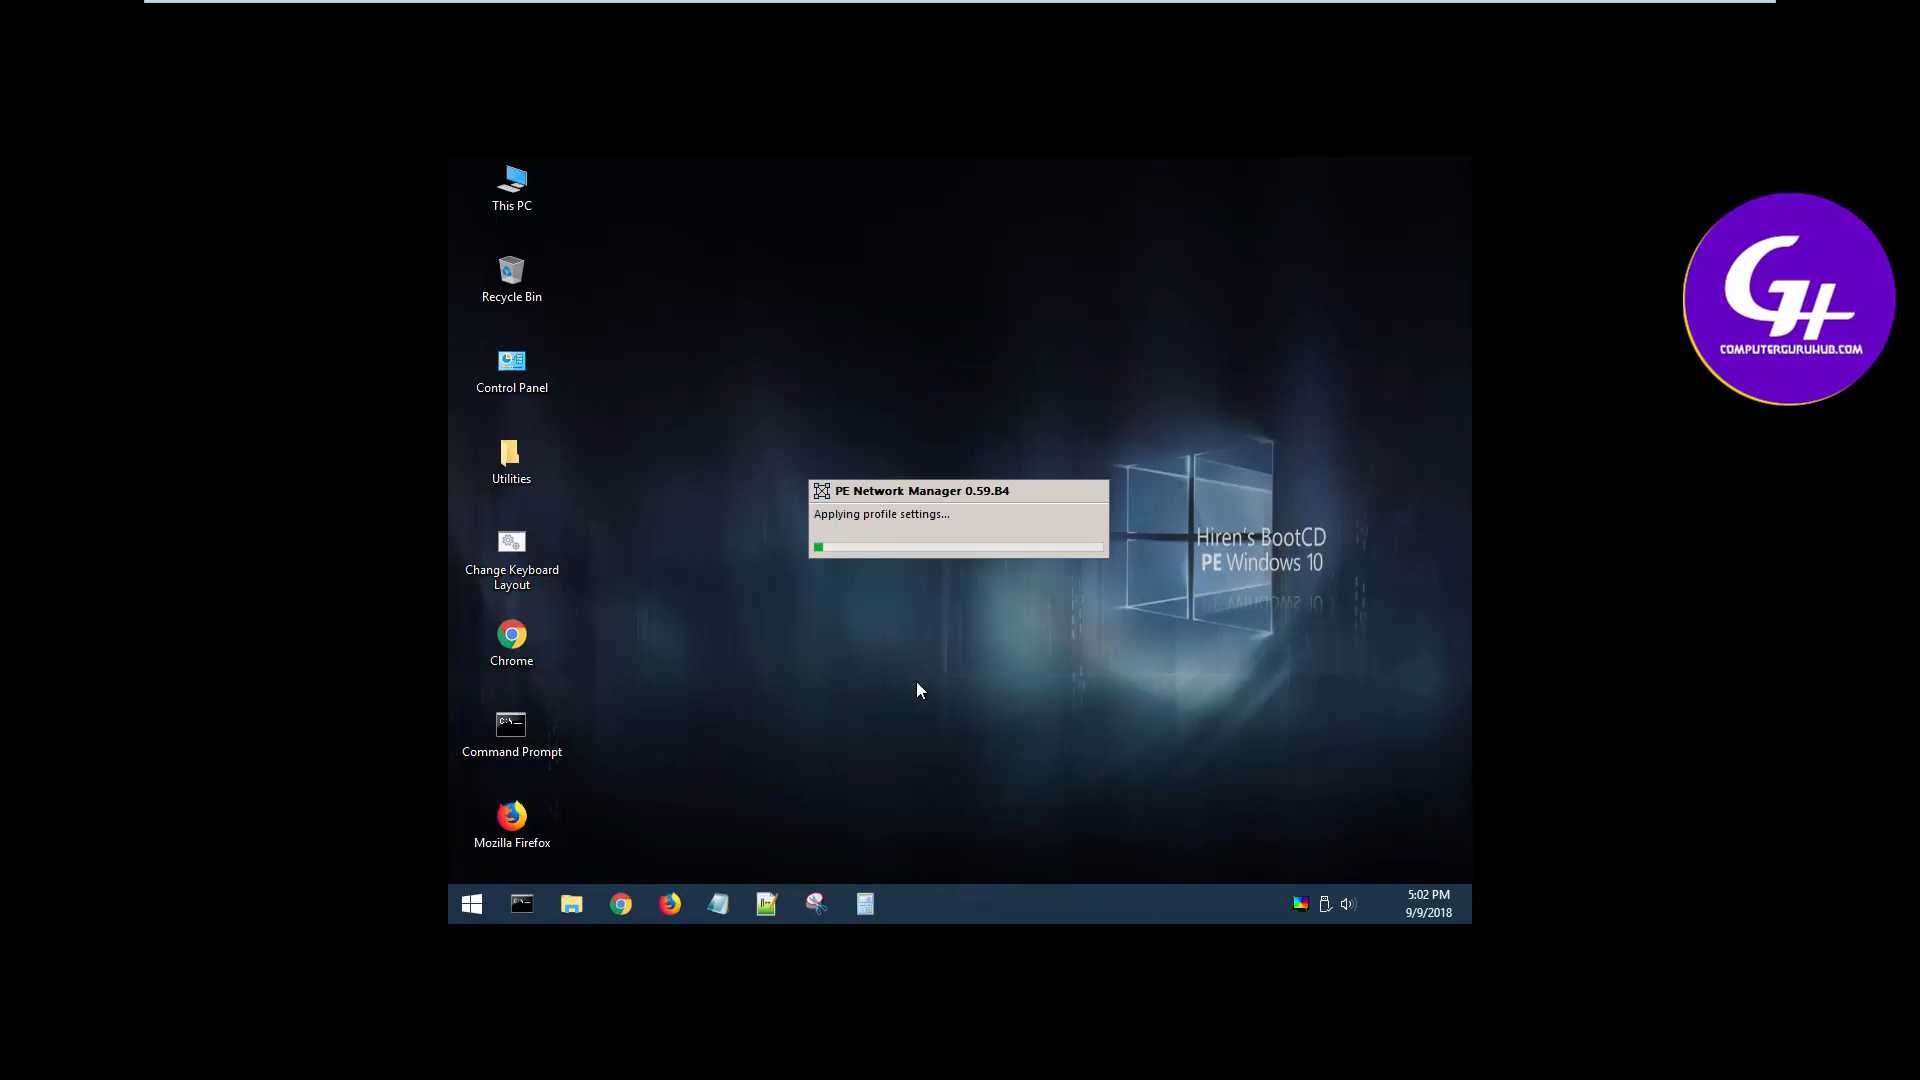 This PC
Recycle Bin
Control Panel
Utilities
Change Keyboard
Layout
Chrome
C:\_
Command Prompt
Mozilla Firefox
PE Network Manager 0.59.B4
Applying profile settings...
Hiren's BootCD
PE Windows 10
GH
COMPUTERGURUHUB.COM
5:02 PM
9/9/2018